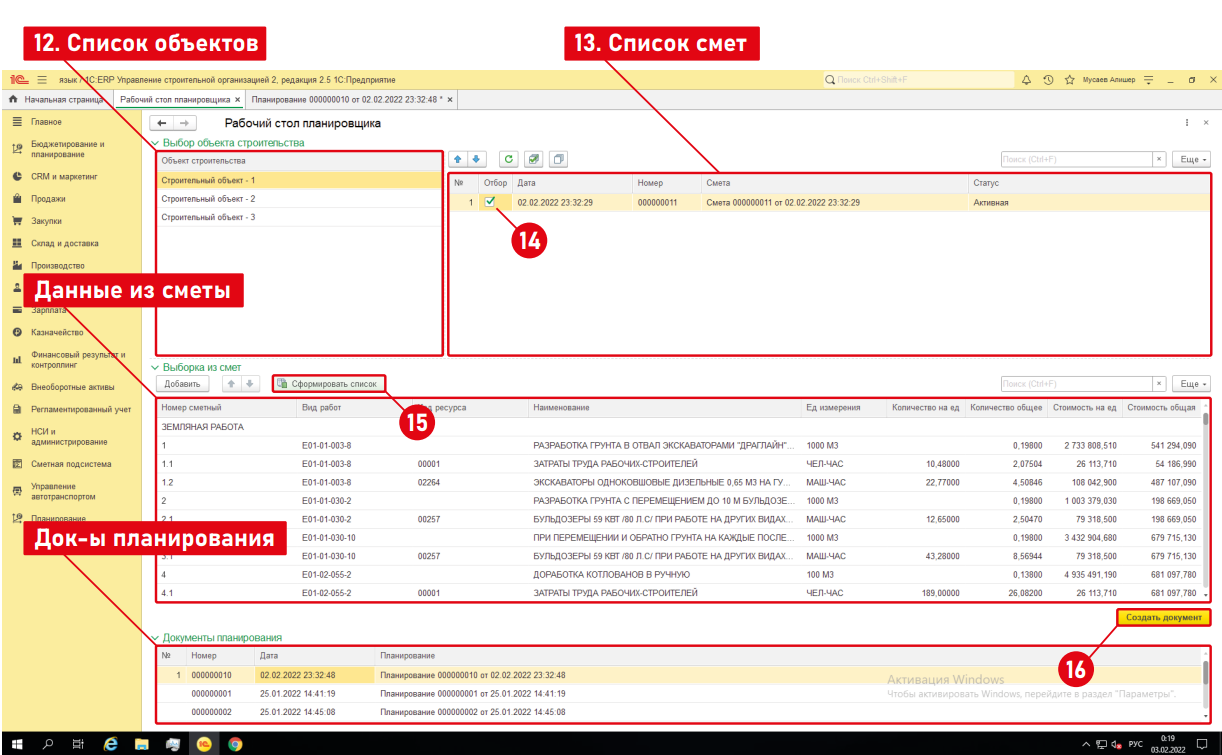 12. Список объектов
13. Список смет
язык / 1С:ERP Управление строительной организацией 2, редакция 2.5 1С:Предприятие
Поиск Ctrl+Shift+F
Мусаев Алишер
Начальная страница
Рабочий стол планировщика ×
Планирование 000000010 от 02.02.2022 23:32:48 * ×
Главное
Бюджетирование и
планирование
CRM и маркетинг
Продажи
Закупки
Склад и доставка
Производство
Зарплата
Казначейство
Финансовый результат и
контроллинг
Внеоборотные активы
Регламентированный учет
НСИ и
администрирование
Сметная подсистема
Управление
автотранспортом
Планирование
Рабочий стол планировщика
Выбор объекта строительства
Объект строительства
Строительный объект - 1
Строительный объект - 2
Строительный объект - 3
Поиск (Ctrl+F) × Еще
№ Отбор Дата Номер Смета Статус
1 02.02.2022 23:32:29 000000011 Смета 000000011 от 02.02.2022 23:32:29 Активная
14
Данные из сметы
Выборка из смет
Добавить Сформировать список Поиск (Ctrl+F) × Еще
15
Номер сметный Вид работ ресурса Наименование Ед измерения Количество на ед Количество общее Стоимость на ед Стоимость общая
ЗЕМЛЯНАЯ РАБОТА
1 E01-01-003-8 РАЗРАБОТКА ГРУНТА В ОТВАЛ ЭКСКАВАТОРАМИ "ДРАГЛАЙН"... 1000 М3 0,19800 2 733 808,510 541 294,090
1.1 E01-01-003-8 00001 ЗАТРАТЫ ТРУДА РАБОЧИХ-СТРОИТЕЛЕЙ ЧЕЛ-ЧАС 10,48000 2,07504 26 113,710 54 186,990
1.2 E01-01-003-8 02264 ЭКСКАВАТОРЫ ОДНОКОВШОВЫЕ ДИЗЕЛЬНЫЕ 0,65 М3 НА ГУ... МАШ-ЧАС 22,77000 4,50846 108 042,900 487 107,090
2 E01-01-030-2 РАЗРАБОТКА ГРУНТА С ПЕРЕМЕЩЕНИЕМ ДО 10 М БУЛЬДОЗЕ... 1000 М3 0,19800 1 003 379,030 198 669,050
2.1 E01-01-030-2 00257 БУЛЬДОЗЕРЫ 59 КВТ /80 Л.С/ ПРИ РАБОТЕ НА ДРУГИХ ВИДАХ... МАШ-ЧАС 12,65000 2,50470 79 318,500 198 669,050
Док-ы планирования
E01-01-030-10 ПРИ ПЕРЕМЕЩЕНИИ И ОБРАТНО ГРУНТА НА КАЖДЫЕ ПОСЛЕ... 1000 М3 0,19800 3 432 904,680 679 715,130
3.1 E01-01-030-10 00257 БУЛЬДОЗЕРЫ 59 КВТ /80 Л.С/ ПРИ РАБОТЕ НА ДРУГИХ ВИДАХ... МАШ-ЧАС 43,28000 8,56944 79 318,500 679 715,130
4 E01-02-055-2 ДОРАБОТКА КОТЛОВАНОВ В РУЧНУЮ 100 М3 0,13800 4 935 491,190 681 097,780
4.1 E01-02-055-2 00001 ЗАТРАТЫ ТРУДА РАБОЧИХ-СТРОИТЕЛЕЙ ЧЕЛ-ЧАС 189,00000 26,08200 26 113,710 681 097,780
Создать документ
16
Документы планирования
№ Номер Дата Планирование
1 000000010 02.02.2022 23:32:48 Планирование 000000010 от 02.02.2022 23:32:48
000000001 25.01.2022 14:41:19 Планирование 000000001 от 25.01.2022 14:41:19
000000002 25.01.2022 14:45:08 Планирование 000000002 от 25.01.2022 14:45:08
Активация Windows
Чтобы активировать Windows, перейдите в раздел "Параметры".
РУС
0:19
03.02.2022